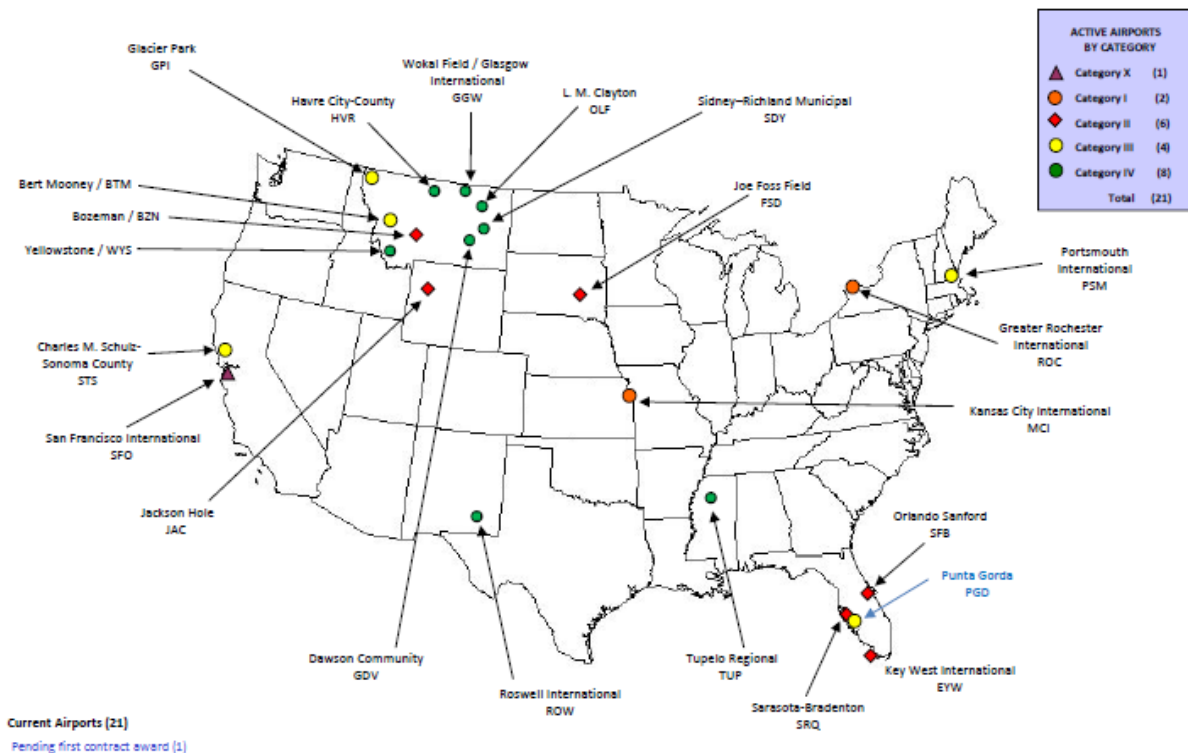 ACTIVE AIRPORTS
BY CATEGORY
Category X (1)
Category I (2)
Category II (6)
Category III (4)
Category IV (8)
Total (21)
Glacier Park
GPI
Wokal Field / Glasgow
International
GGW
Havre City-County
HVR
L. M. Clayton
OLF
Sidney–Richland Municipal
SDY
Bert Mooney / BTM
Bozeman / BZN
Yellowstone / WYS
Joe Foss Field
FSD
Portsmouth
International
PSM
Greater Rochester
International
ROC
Charles M. Schulz-
Sonoma County
STS
Kansas City International
MCI
San Francisco International
SFO
Jackson Hole
JAC
Orlando Sanford
SFB
Punta Gorda
PGD
Dawson Community
GDV
Roswell International
ROW
Tupelo Regional
TUP
Key West International
EYW
Sarasota-Bradenton
SRQ
Current Airports (21)
Pending first contract award (1)